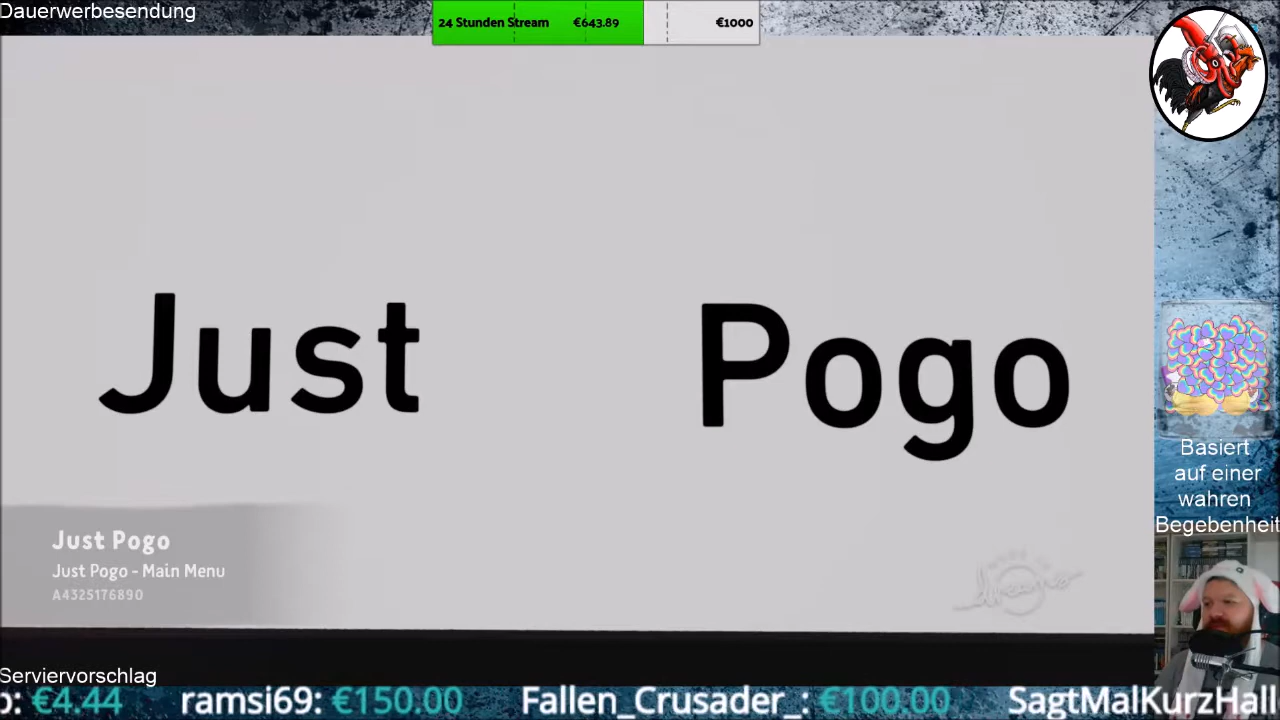 Dauerwerbesendung
24 Stunden Stream €643.89 €1000
Just Pogo
Just Pogo
Just Pogo - Main Menu
A4325176890
dreams
Basiert
auf einer
wahren
Begebenheit
Serviervorschlag
€4.44 ramsi69: €150.00 Fallen_Crusader_: €100.00 SagtMalKurzHall